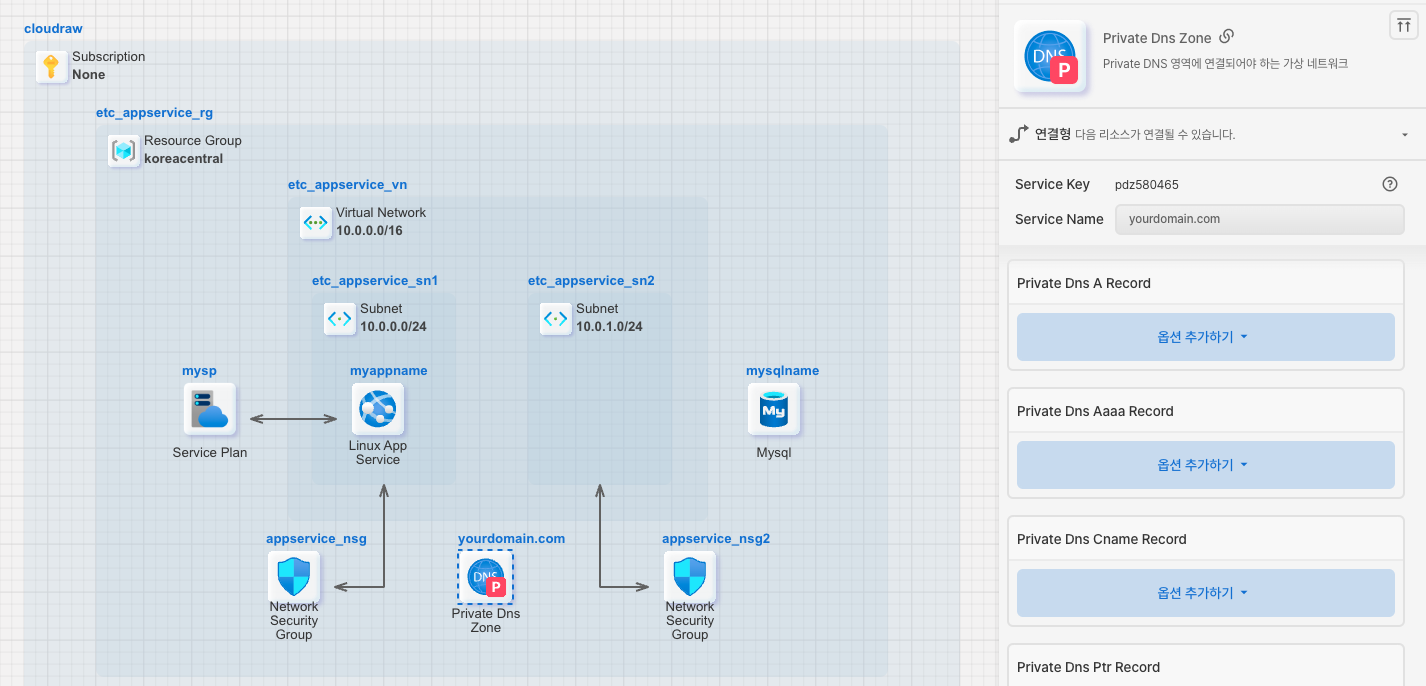 cloudraw
Subscription
None
etc_appservice_rg
Resource Group
koreacentral
etc_appservice_vn
Virtual Network
10.0.0.0/16
etc_appservice_sn1
Subnet
10.0.0.0/24
etc_appservice_sn2
Subnet
10.0.1.0/24
mysp
Service Plan
myappname
Linux App
Service
mysqlname
My
Mysql
appservice_nsg
Network
Security
Group
yourdomain.com
DNS
P
Private Dns
Zone
appservice_nsg2
Network
Security
Group
DNS
P
Private Dns Zone
Private DNS 영역에 연결되어야 하는 가상 네트워크
연결형 다음 리소스가 연결될 수 있습니다.
Service Key pdz580465
Service Name yourdomain.com
Private Dns A Record
옵션 추가하기
Private Dns Aaaa Record
옵션 추가하기
Private Dns Cname Record
옵션 추가하기
Private Dns Ptr Record